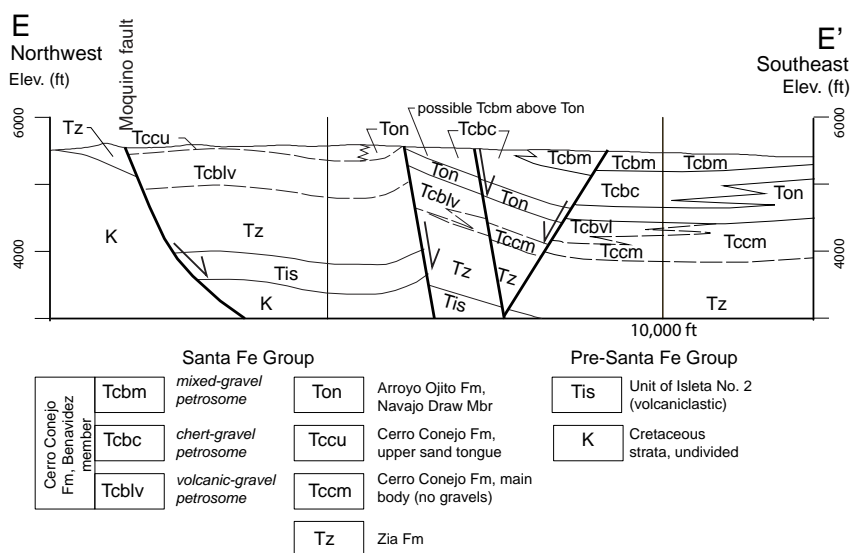 E
Northwest
Elev. (ft)
Moquino fault
E'
Southeast
Elev. (ft)
6000
6000
possible Tcbm above Ton
Tz
Tccu
Ton
Tcbc
Tcbm
Tcbm
Tcbm
Tcblv
Ton
Tcbc
Ton
Tcblv
Ton
K
Tz
Tcbvl
Tccm
Tccm
Tccm
4000
4000
Tis
Tz
Tz
K
Tis
Tz
10,000 ft
Santa Fe Group
Pre-Santa Fe Group
Cerro Conejo
Fm, Benavidez
member
Tcbm
mixed-gravel
petrosome
Tcbc
chert-gravel
petrosome
Tcblv
volcanic-gravel
petrosome
Ton
Arroyo Ojito Fm,
Navajo Draw Mbr
Tccu
Cerro Conejo Fm,
upper sand tongue
Tccm
Cerro Conejo Fm, main
body (no gravels)
Tz
Zia Fm
Tis
Unit of Isleta No. 2
(volcaniclastic)
K
Cretaceous
strata, undivided